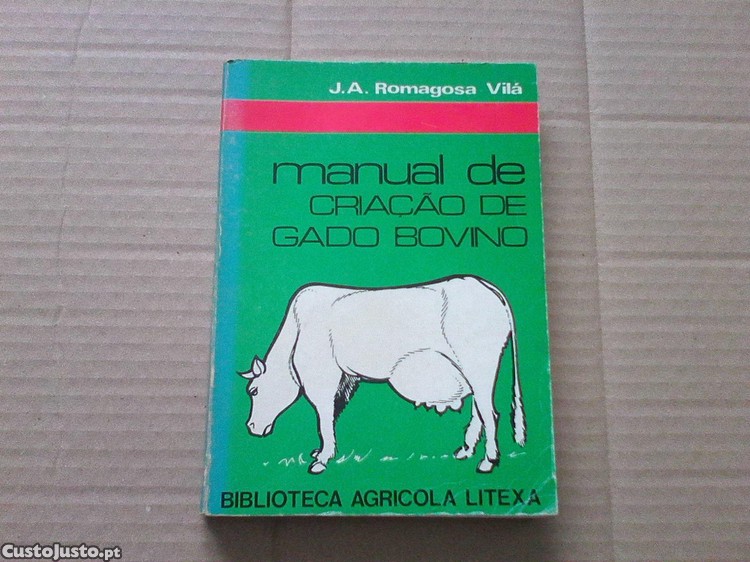 J.A. Romagosa Vilá
manual de
CRIAÇÃO DE
GADO BOVINO
BIBLIOTECA AGRICOLA LITEXA
CustoJusto.pt